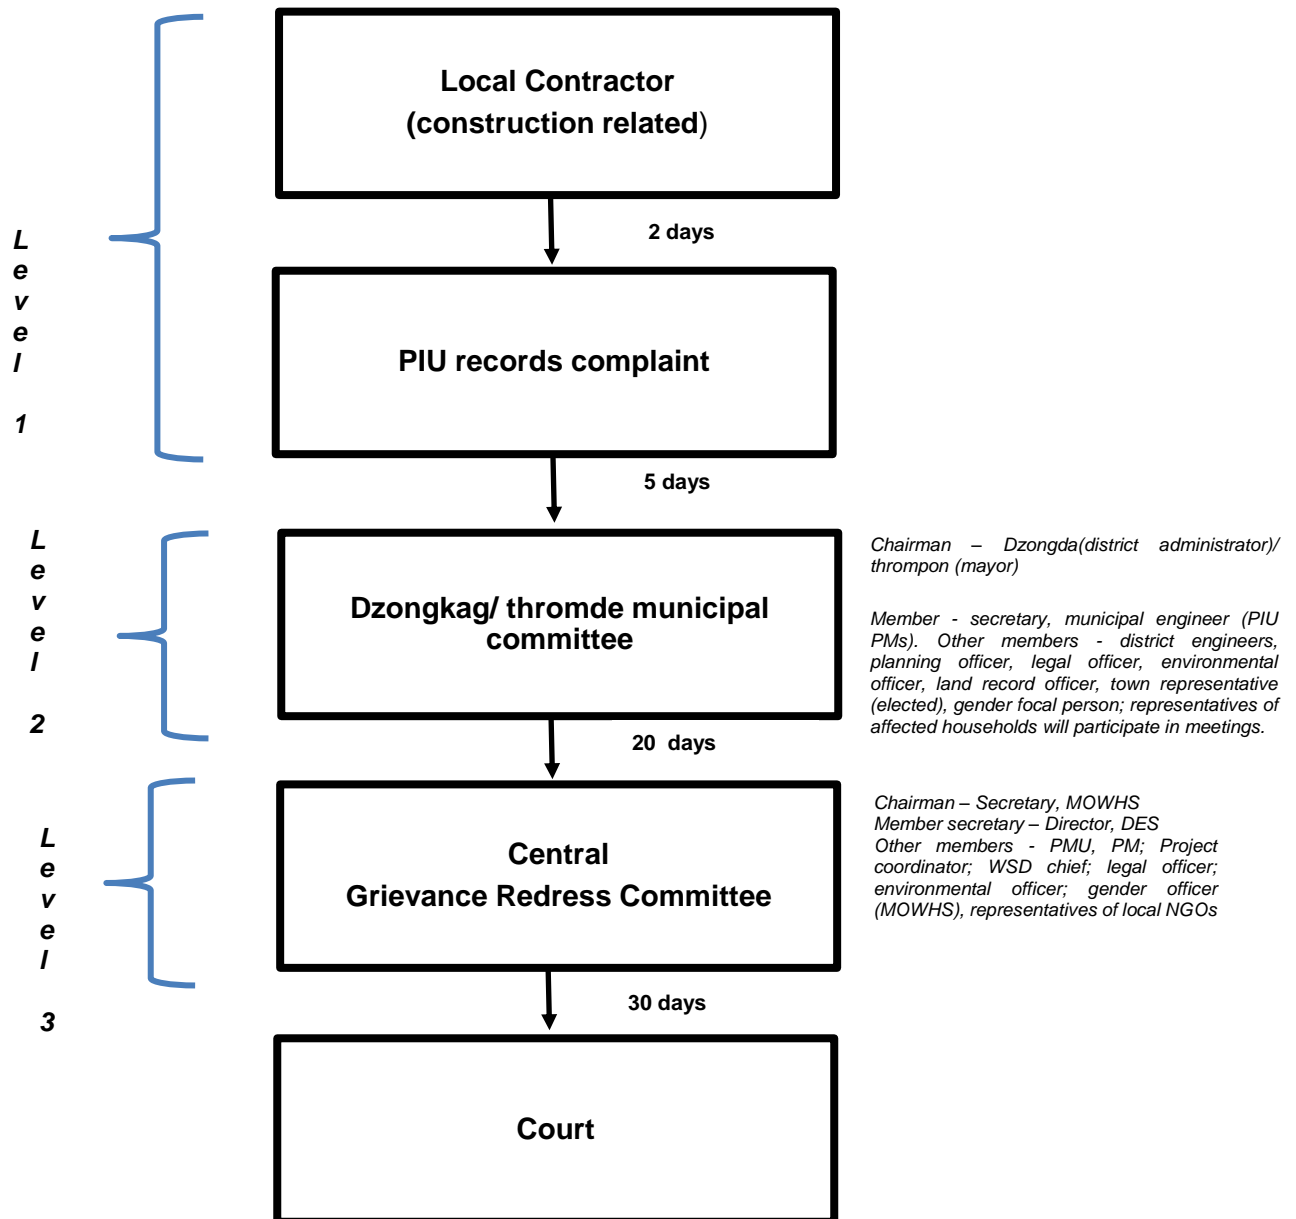 Local Contractor
(construction related)
2 days
Level 1
PIU records complaint
5 days
Level 2
Dzongkag/ thromde municipal
committee
Chairman – Dzongda(district administrator)/
thrompon (mayor)
Member - secretary, municipal engineer (PIU
PMs). Other members - district engineers,
planning officer, legal officer, environmental
officer, land record officer, town representative
(elected), gender focal person; representatives of
affected households will participate in meetings.
20 days
Level 3
Central
Grievance Redress Committee
Chairman – Secretary, MOWHS
Member secretary – Director, DES
Other members - PMU, PM; Project
coordinator; WSD chief; legal officer;
environmental officer; gender officer
(MOWHS), representatives of local NGOs
30 days
Court